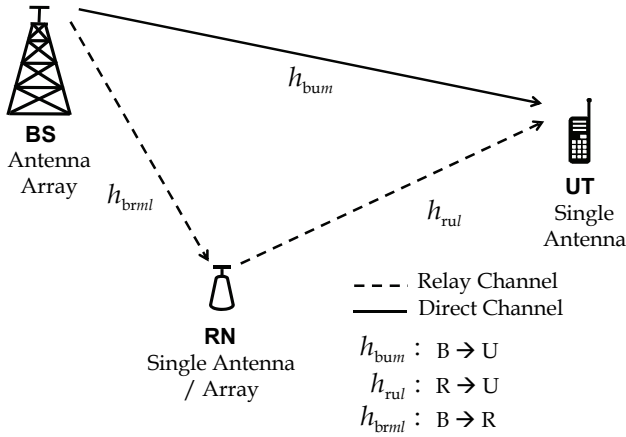 h_bum
BS
Antenna
Array
h_brml
h_rul
UT
Single
Antenna
RN
Single Antenna
/ Array
Relay Channel
Direct Channel
h_bum : B → U
h_rul : R → U
h_brml : B → R